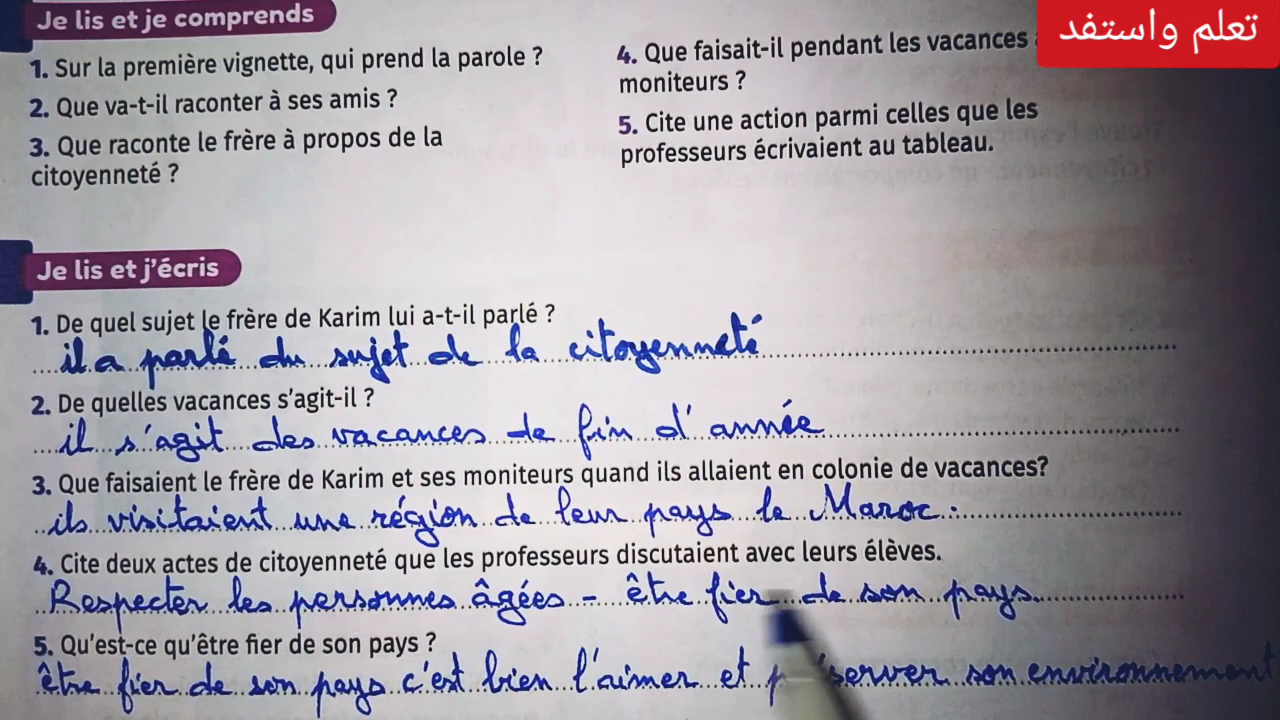 Je lis et je comprends
تعلم واستفد
1. Sur la première vignette, qui prend la parole ?
2. Que va-t-il raconter à ses amis ?
3. Que raconte le frère à propos de la
citoyenneté ?
4. Que faisait-il pendant les vacances
moniteurs ?
5. Cite une action parmi celles que les
professeurs écrivaient au tableau.
Je lis et j'écris
1. De quel sujet le frère de Karim lui a-t-il parlé ?
il a parlé du sujet de la citoyenneté
2. De quelles vacances s'agit-il ?
il s'agit des vacances de fin d'année
3. Que faisaient le frère de Karim et ses moniteurs quand ils allaient en colonie de vacances?
ils visitaient une région de leur pays le Maroc.
4. Cite deux actes de citoyenneté que les professeurs discutaient avec leurs élèves.
Respecter les personnes âgées - être fier de son pays.
5. Qu'est-ce qu'être fier de son pays ?
être fier de son pays c'est bien l'aimer et préserver son environnement